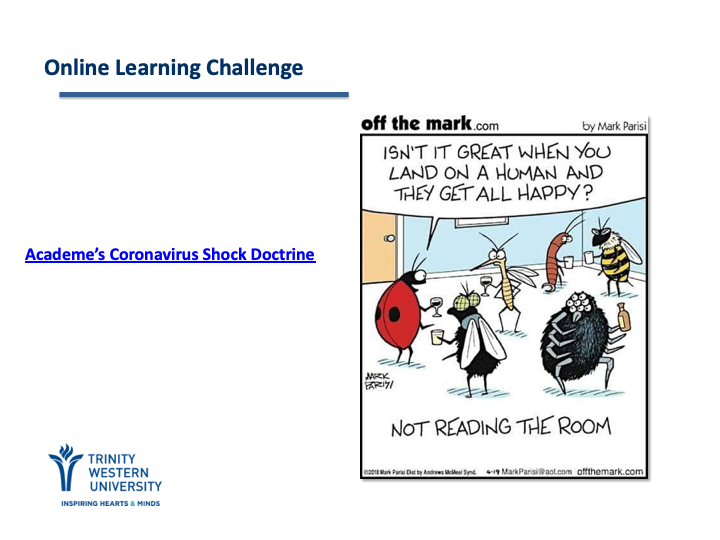 Online Learning Challenge
off the mark.com by Mark Parisi
ISN'T IT GREAT WHEN YOU
LAND ON A HUMAN AND
THEY GET ALL HAPPY?
Academe's Coronavirus Shock Doctrine
MARK
PARISI
NOT READING THE ROOM
©2018 Mark Parisi Dist by Andrews McMeel Synd. 4-19 MarkParisi@aol.com offthemark.com
TRINITY
WESTERN
UNIVERSITY
INSPIRING HEARTS & MINDS